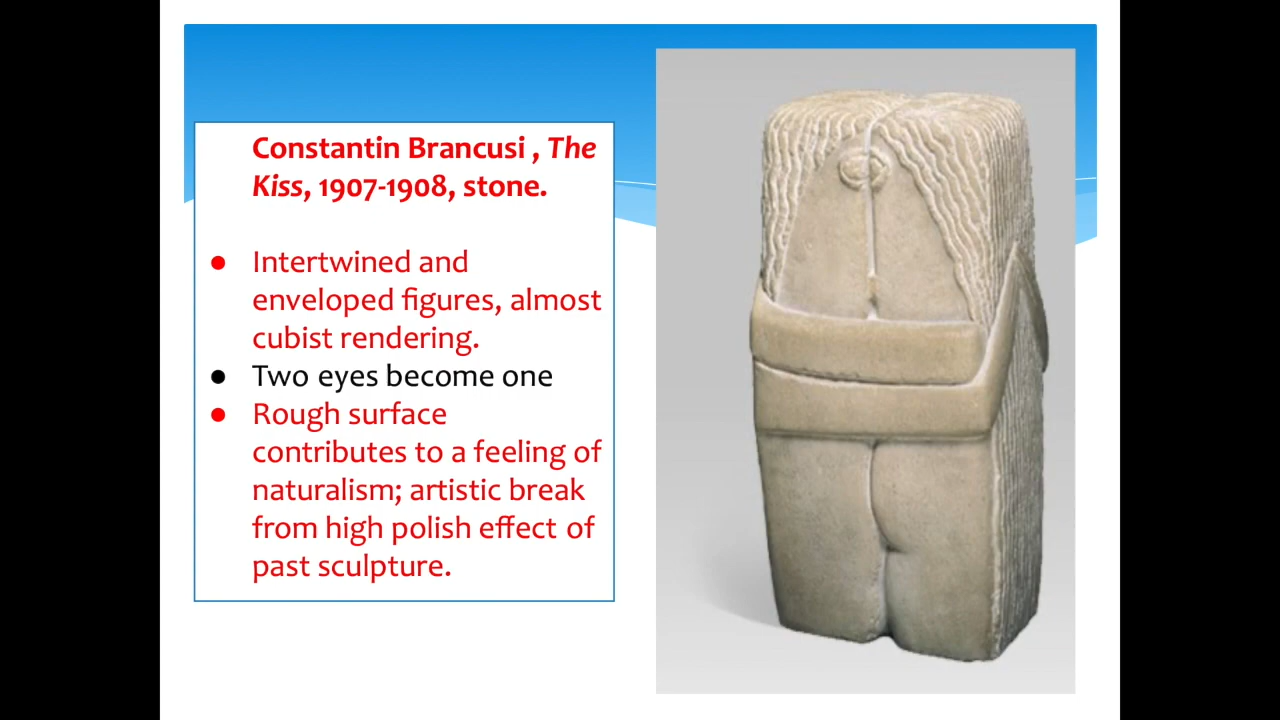 Constantin Brancusi , The
Kiss, 1907-1908, stone.
● Intertwined and
enveloped figures, almost
cubist rendering.
● Two eyes become one
● Rough surface
contributes to a feeling of
naturalism; artistic break
from high polish effect of
past sculpture.